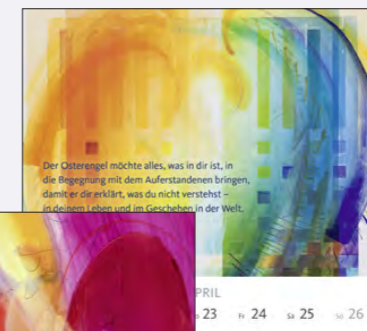 Der Osterengel möchte alles, was in dir ist, in
die Begegnung mit dem Auferstandenen bringen,
damit er dir erklärt, was du nicht verstehst –
in deinem Leben und im Geschehen in der Welt.
PRIL
23 Fr 24 Sa 25 So 26